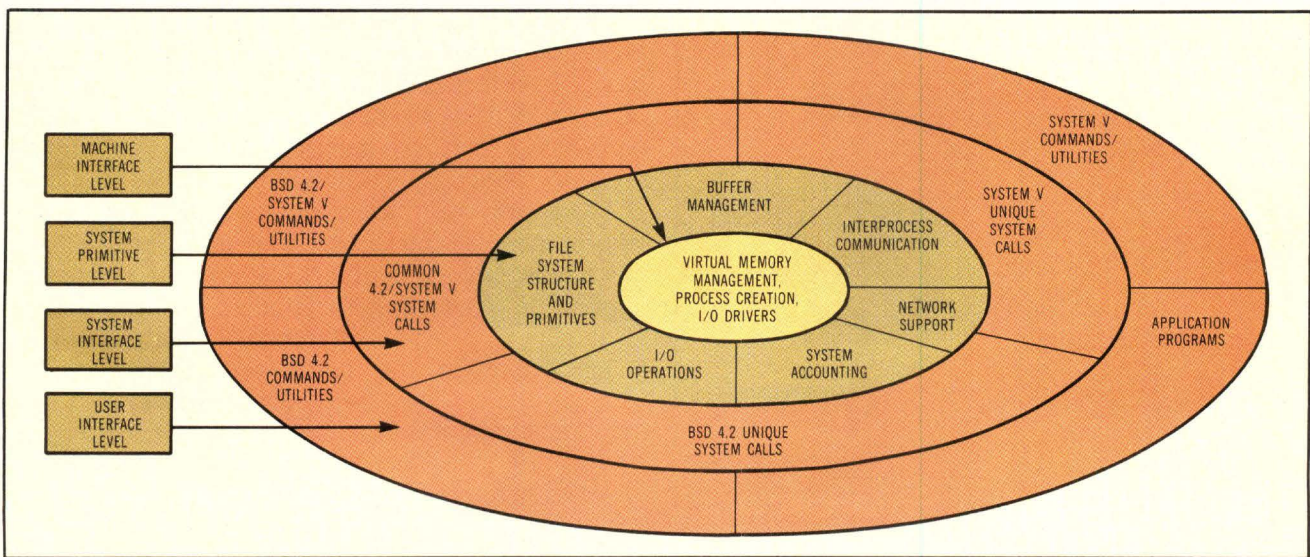 MACHINE
INTERFACE
LEVEL
SYSTEM
PRIMITIVE
LEVEL
SYSTEM
INTERFACE
LEVEL
USER
INTERFACE
LEVEL
BSD 4.2/
SYSTEM V
COMMANDS/
UTILITIES
BSD 4.2
COMMANDS/
UTILITIES
COMMON
4.2/SYSTEM V
SYSTEM
CALLS
FILE
SYSTEM
STRUCTURE
AND
PRIMITIVES
BUFFER
MANAGEMENT
INTERPROCESS
COMMUNICATION
VIRTUAL MEMORY
MANAGEMENT,
PROCESS CREATION,
I/O DRIVERS
NETWORK
SUPPORT
I/O
OPERATIONS
SYSTEM
ACCOUNTING
BSD 4.2 UNIQUE
SYSTEM CALLS
SYSTEM V
UNIQUE
SYSTEM
CALLS
SYSTEM V
COMMANDS/
UTILITIES
APPLICATION
PROGRAMS